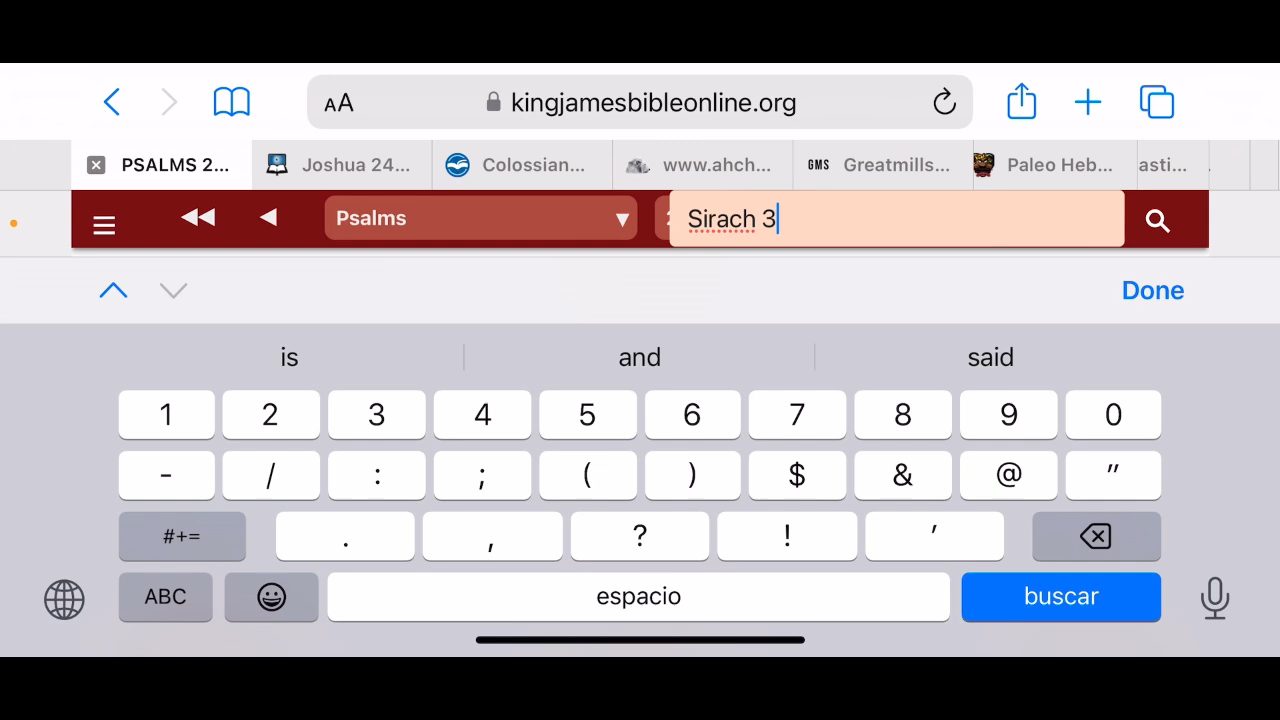 AA kingjamesbibleonline.org
PSALMS 2... Joshua 24... Colossian... www.ahch... GMS Greatmills... Paleo Heb... asti...
Psalms Sirach 3
Done
is and said
1 2 3 4 5 6 7 8 9 0
- / : ; ( ) $ & @ "
#+= . , ? ! '
ABC espacio buscar